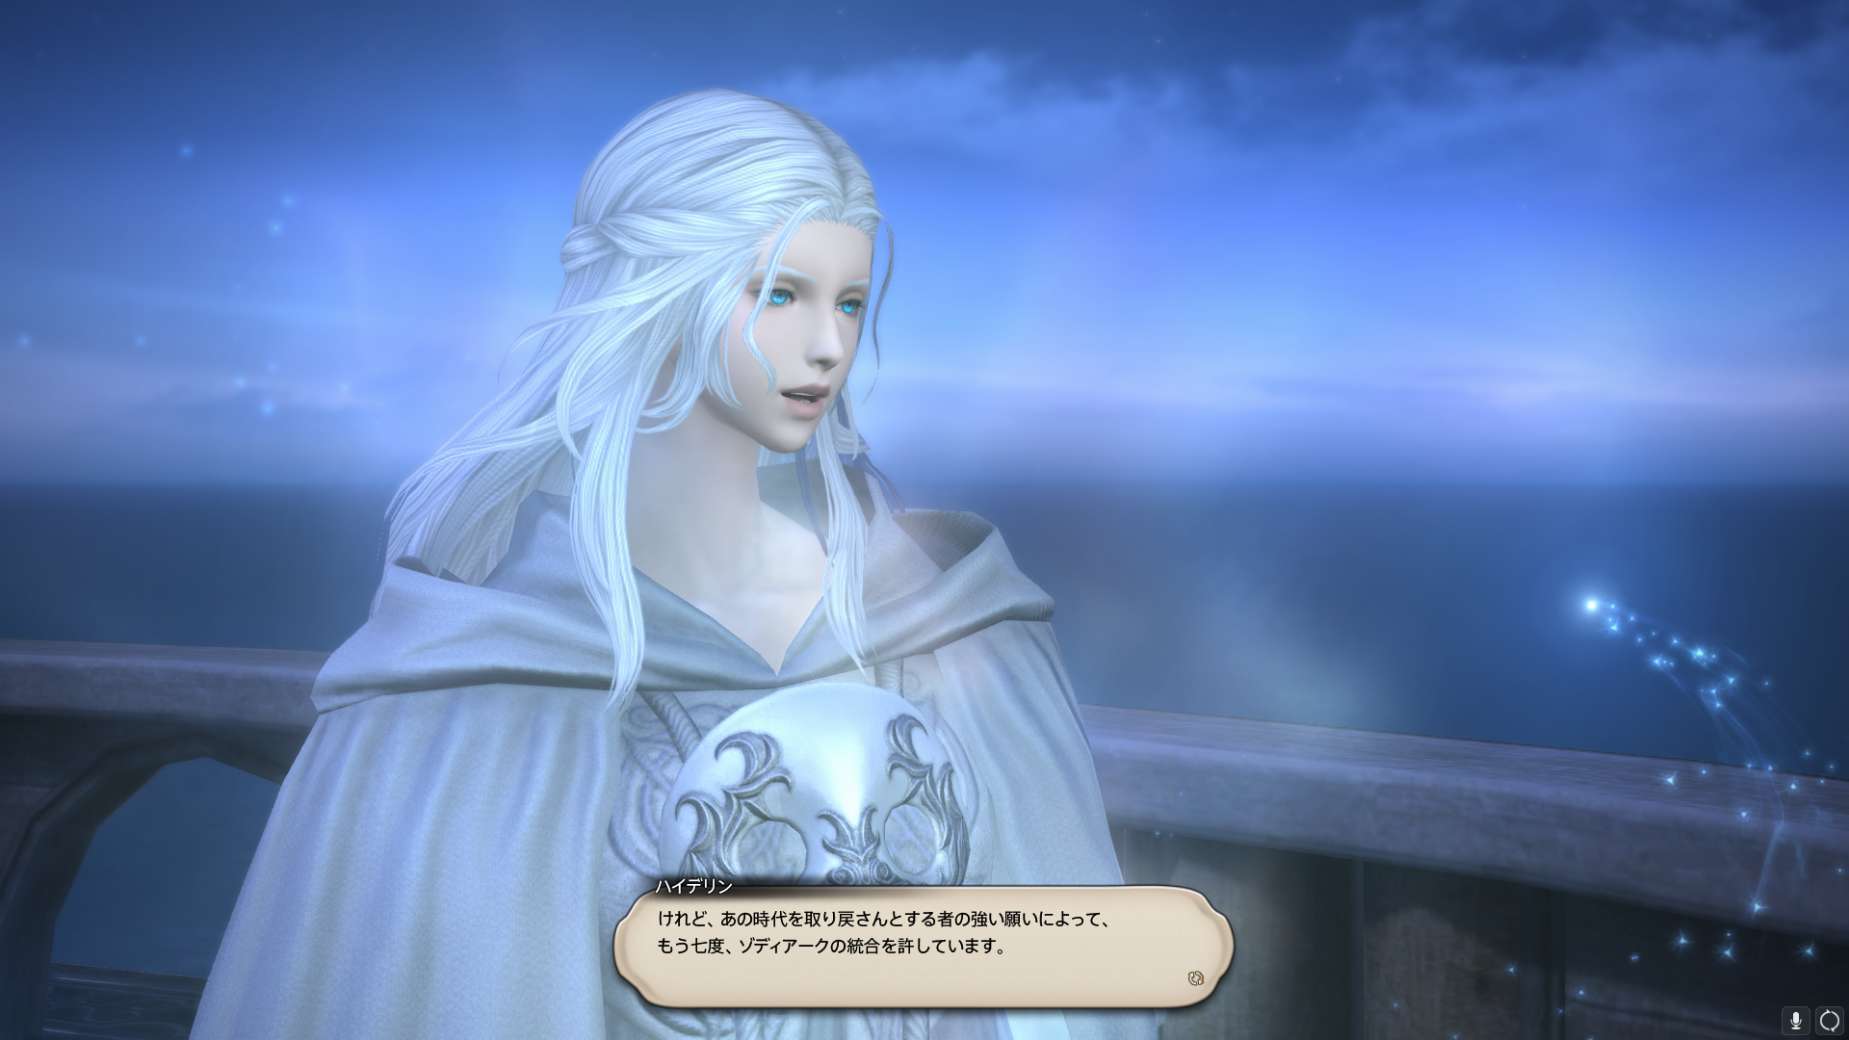 ハイデリン
けれど、あの時代を取り戻さんとする者の強い願いによって、
もう七度、ゾディアークの統合を許しています。